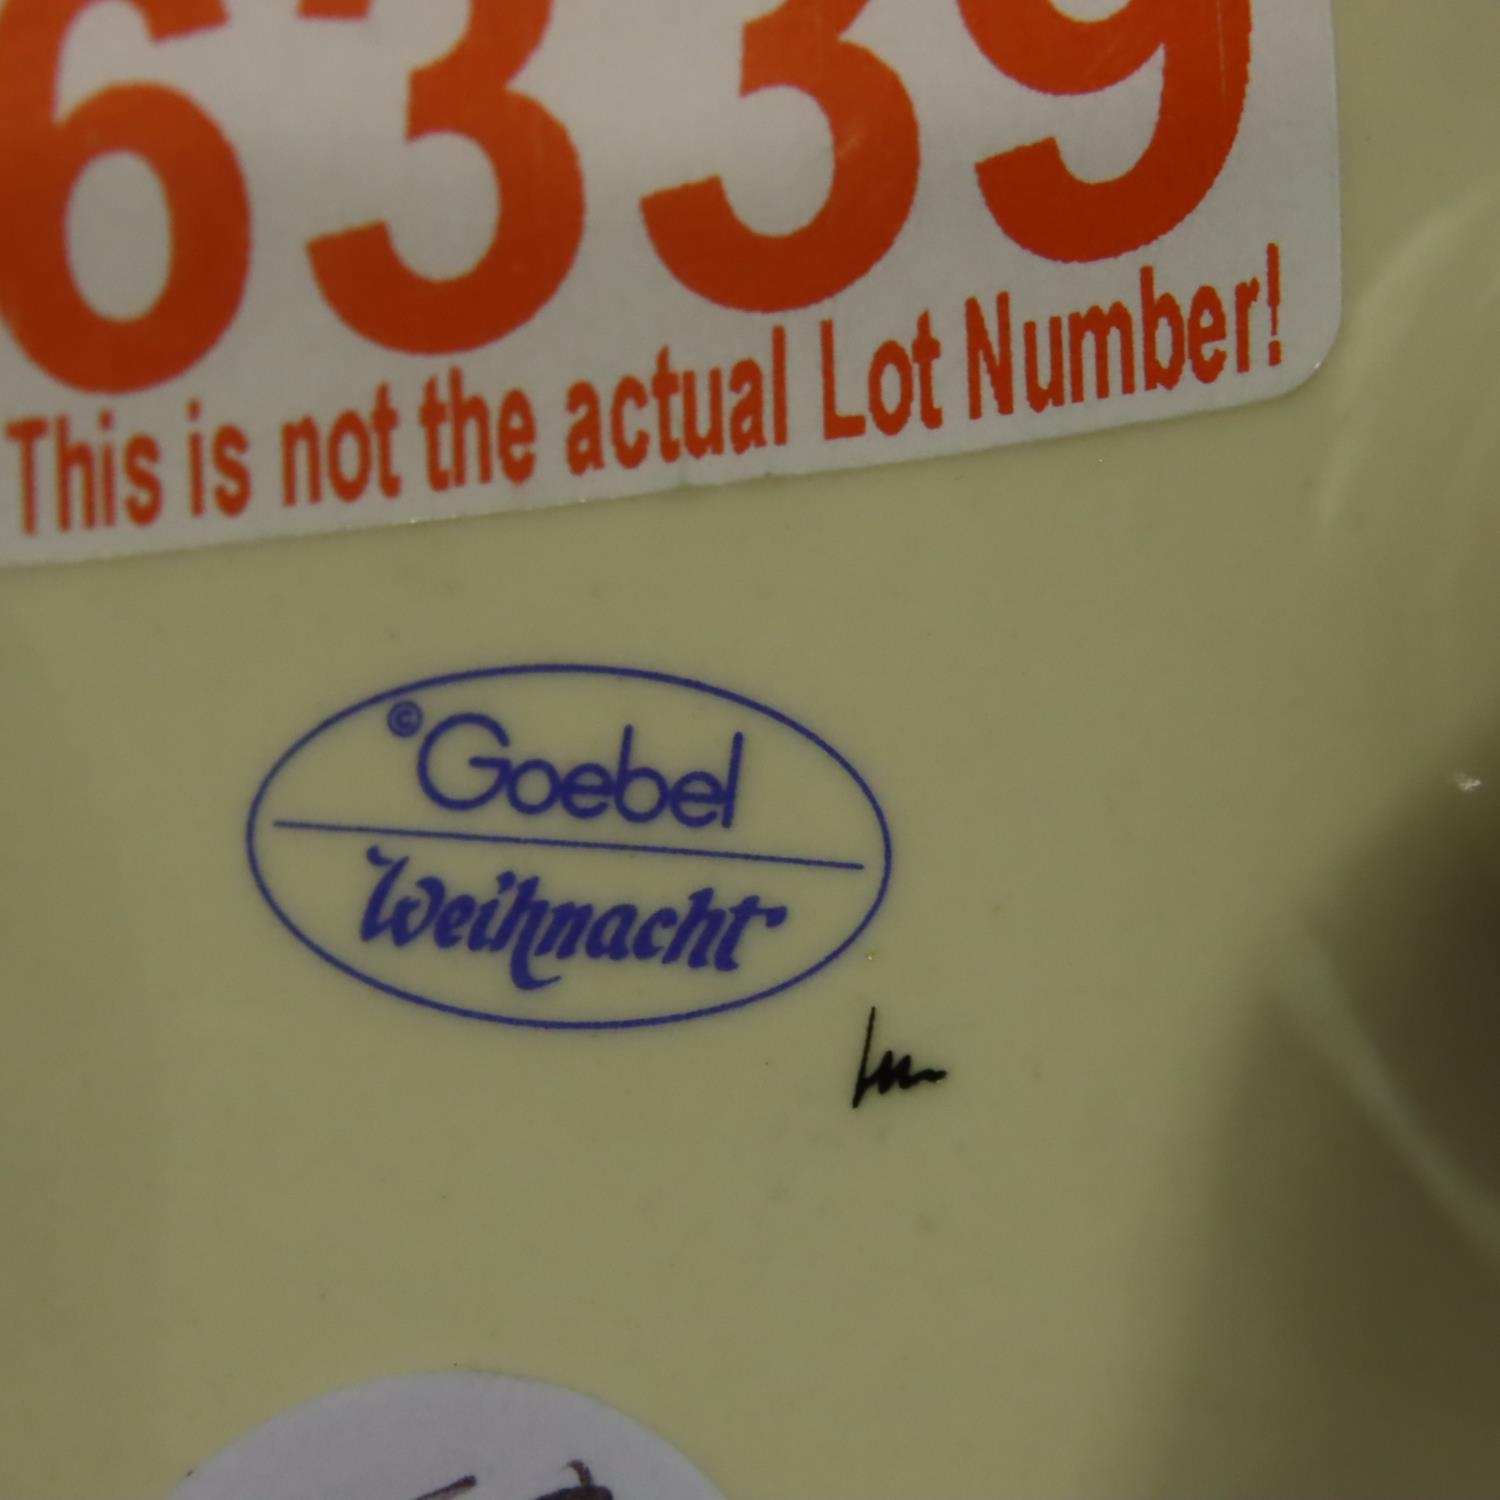 6339
This is not the actual Lot Number!
©Goebel
Weihnacht